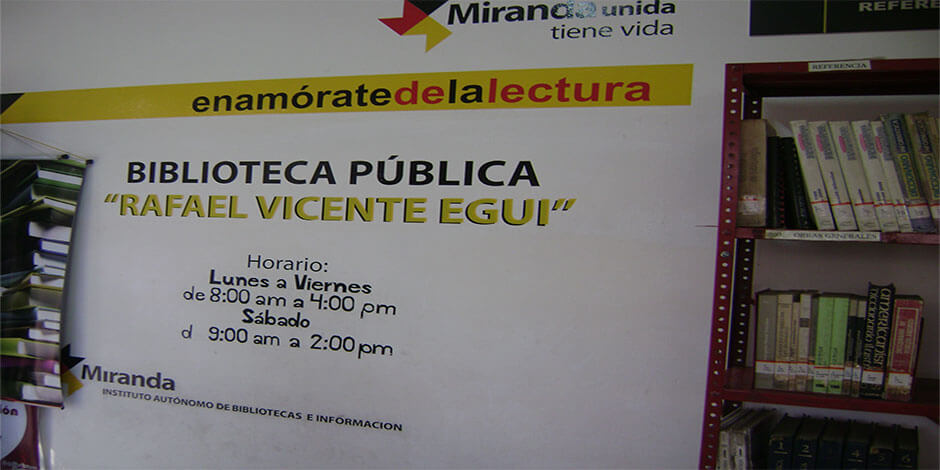 Miranda unida
tiene vida
REFERE
enamóratedelalectura
REFERENCIA
BIBLIOTECA PÚBLICA
“RAFAEL VICENTE EGUI”
OBRAS GENERALES
Horario:
Lunes a Viernes
de 8:00 am a 4:00 pm
Sábado
d 9:00 am a 2:00 pm
Miranda
INSTITUTO AUTÓNOMO DE BIBLIOTECAS E INFORMACION